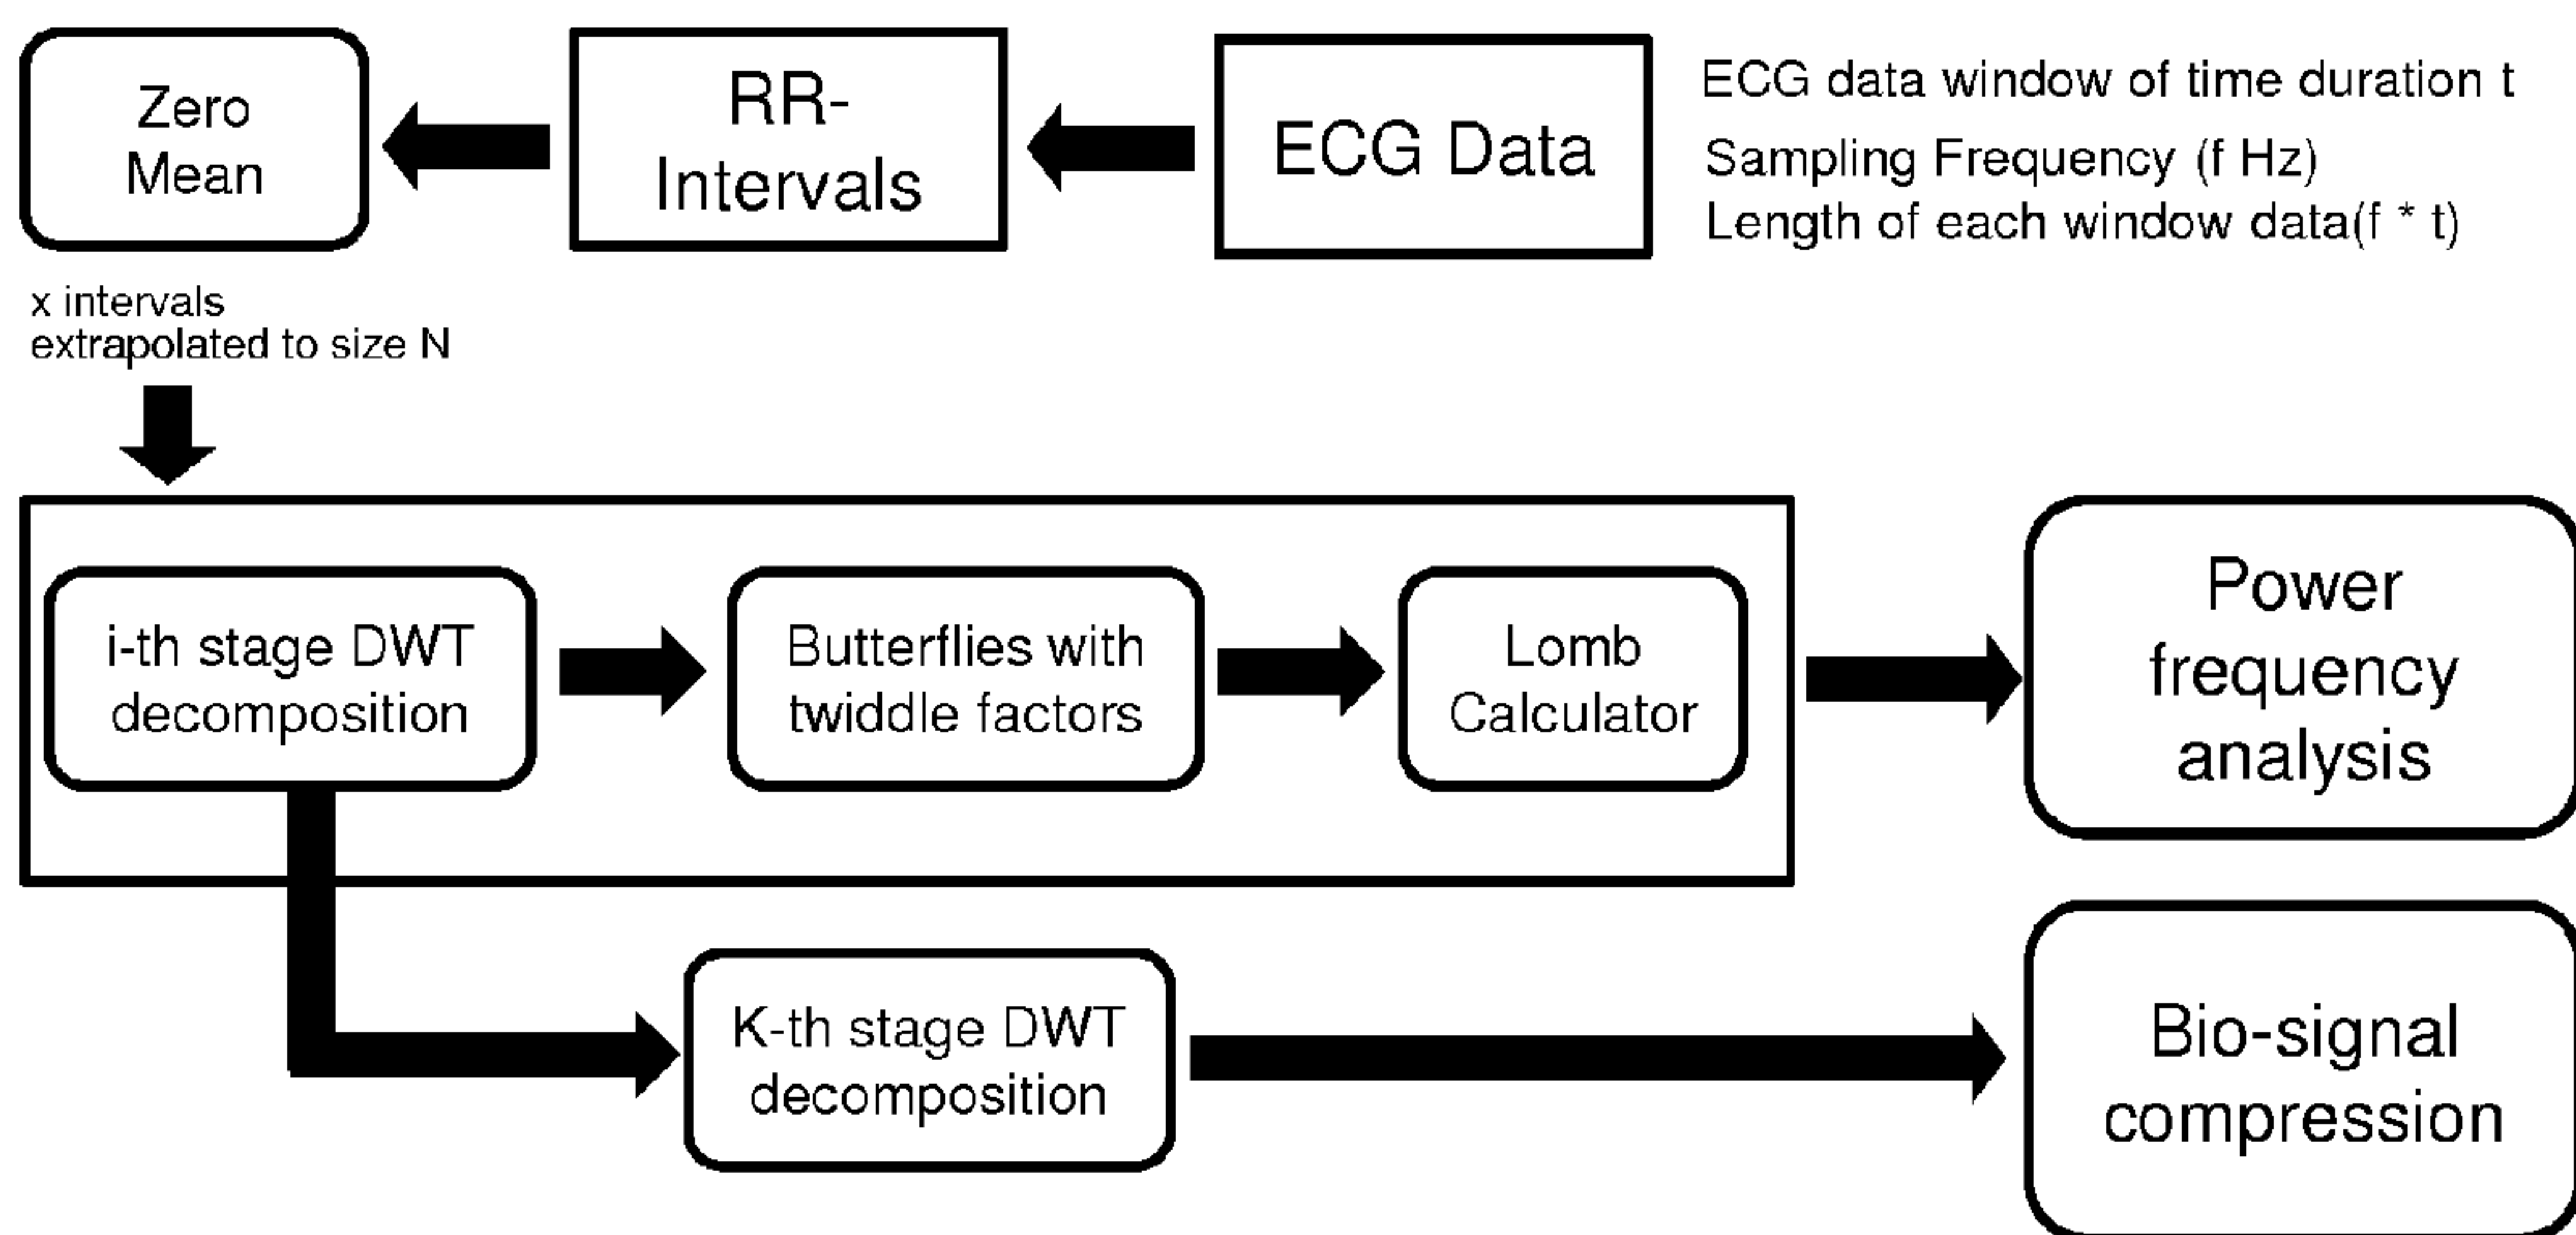 Zero
Mean
RR-
Intervals
ECG Data
ECG data window of time duration t
Sampling Frequency (f Hz)
Length of each window data(f * t)
x intervals
extrapolated to size N
i-th stage DWT
decomposition
Butterflies with
twiddle factors
Lomb
Calculator
Power
frequency
analysis
K-th stage DWT
decomposition
Bio-signal
compression